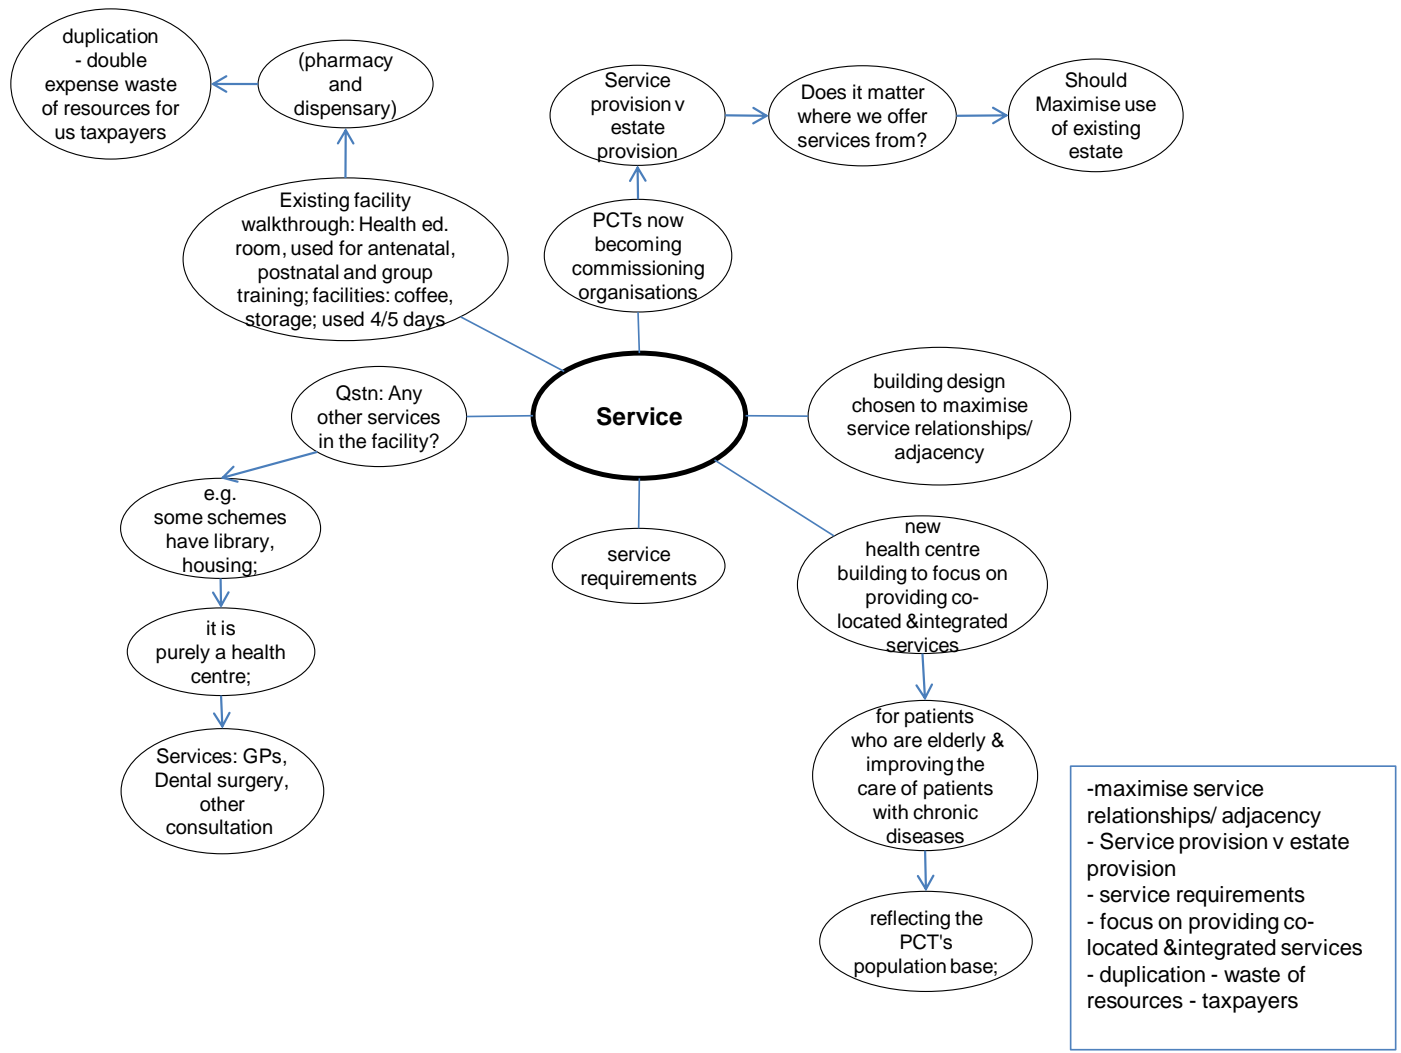 duplication
- double
expense waste
of resources for
us taxpayers
(pharmacy
and
dispensary)
Service
provision v
estate
provision
Does it matter
where we offer
services from?
Should
Maximise use
of existing
estate
Existing facility
walkthrough: Health ed.
room, used for antenatal,
postnatal and group
training; facilities: coffee,
storage; used 4/5 days
PCTs now
becoming
commissioning
organisations
Qstn: Any
other services
in the facility?
Service
building design
chosen to maximise
service relationships/
adjacency
e.g.
some schemes
have library,
housing;
service
requirements
new
health centre
building to focus on
providing co-
located &integrated
services
it is
purely a health
centre;
for patients
who are elderly &
improving the
care of patients
with chronic
diseases
Services: GPs,
Dental surgery,
other
consultation
reflecting the
PCT's
population base;
-maximise service
relationships/ adjacency
- Service provision v estate
provision
- service requirements
- focus on providing co-
located &integrated services
- duplication - waste of
resources - taxpayers